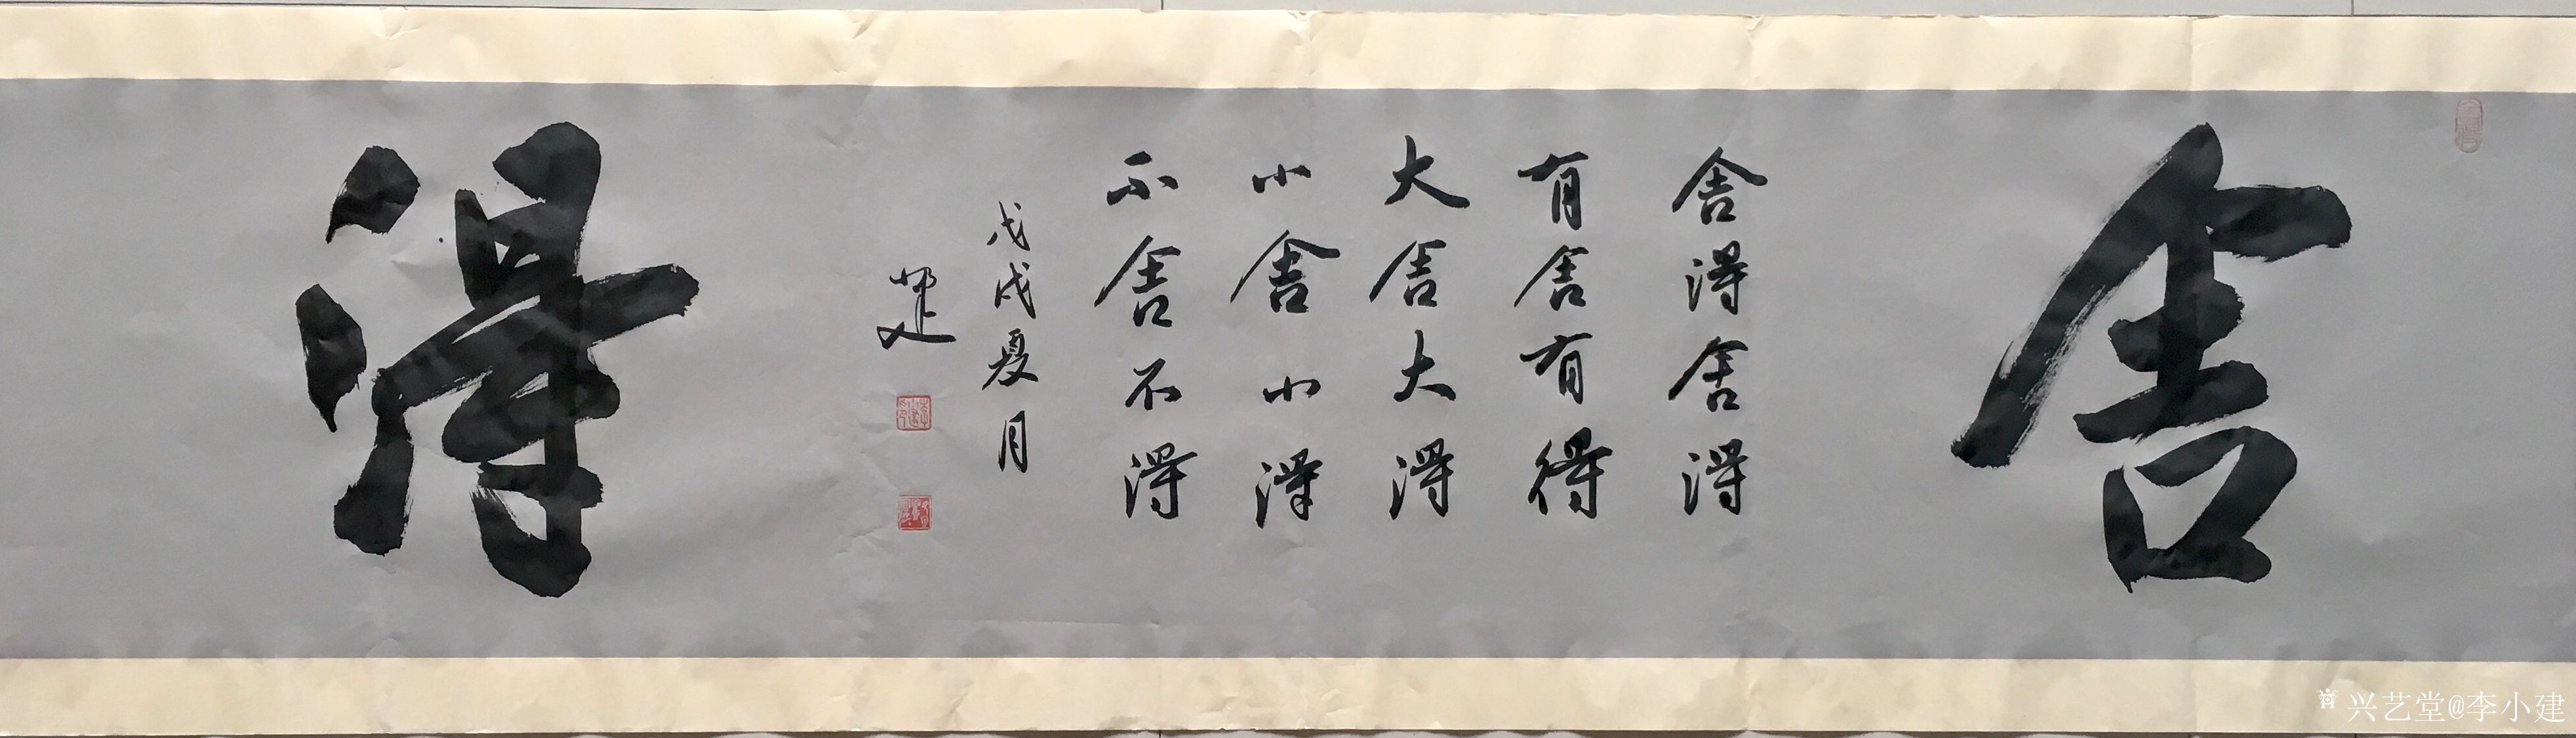 舍
舍得舍得
有舍有得
大舍大得
小舍小得
不舍不得
戊戌夏月
得
兴艺堂@李小建